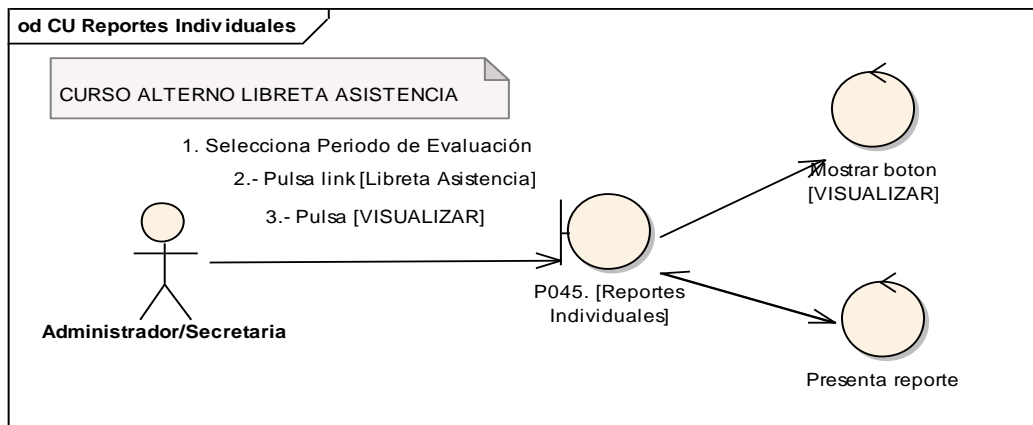 od CU Reportes Individuales
CURSO ALTERNO LIBRETA ASISTENCIA
1. Selecciona Periodo de Evaluación
2.- Pulsa link [Libreta Asistencia]
3.- Pulsa [VISUALIZAR]
Administrador/Secretaria
P045. [Reportes
Individuales]
Mostrar boton
[VISUALIZAR]
Presenta reporte